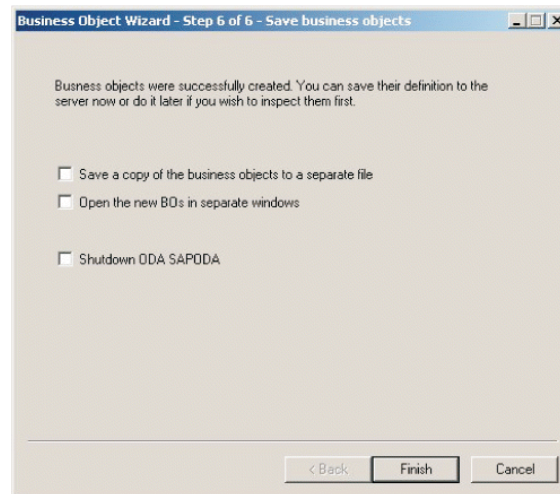 Business Object Wizard - Step 6 of 6 - Save business objects
Busness objects were successfully created. You can save their definition to the
server now or do it later if you wish to inspect them first.
Save a copy of the business objects to a separate file
Open the new BOs in separate windows
Shutdown ODA SAPODA
< Back Finish Cancel